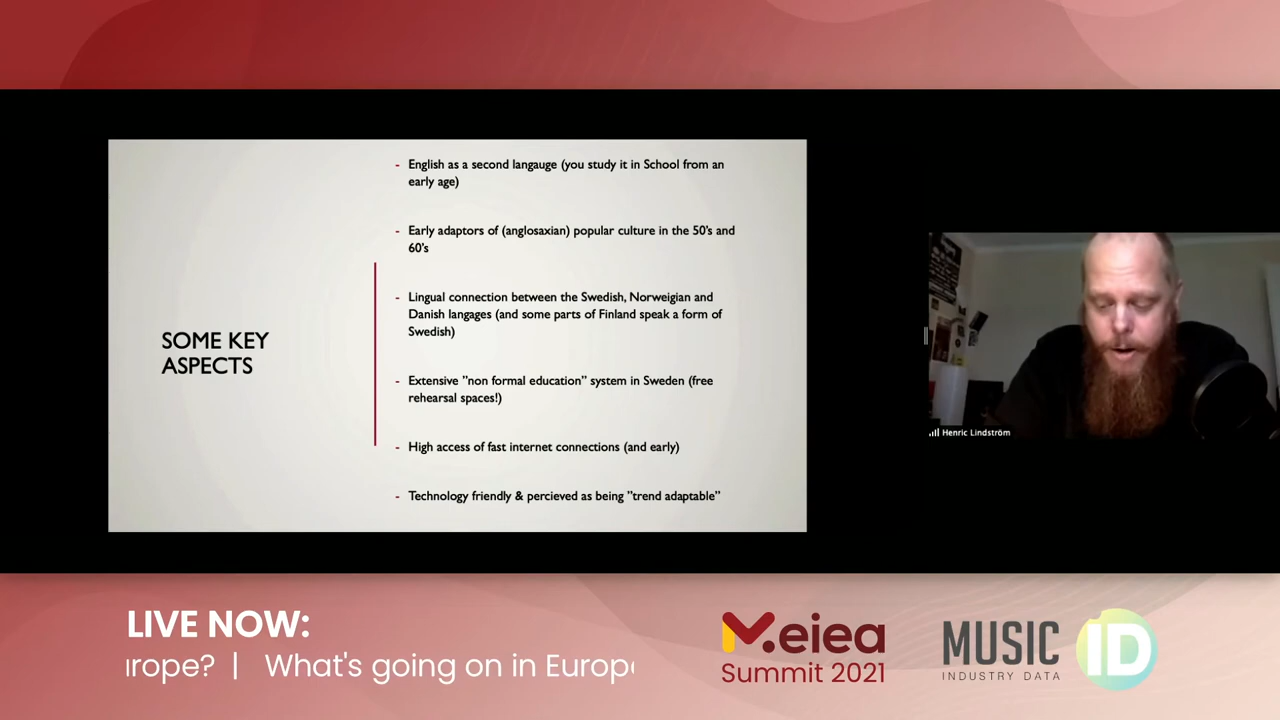 SOME KEY
ASPECTS
- English as a second langauge (you study it in School from an
early age)
- Early adaptors of (anglosaxian) popular culture in the 50's and
60's
- Lingual connection between the Swedish, Norweigian and
Danish langages (and some parts of Finland speak a form of
Swedish)
- Extensive ”non formal education” system in Sweden (free
rehearsal spaces!)
- High access of fast internet connections (and early)
- Technology friendly & percieved as being ”trend adaptable”
Henric Lindström
LIVE NOW:
rope? | What's going on in Europ
Meiea
Summit 2021
MUSIC ID
INDUSTRY DATA